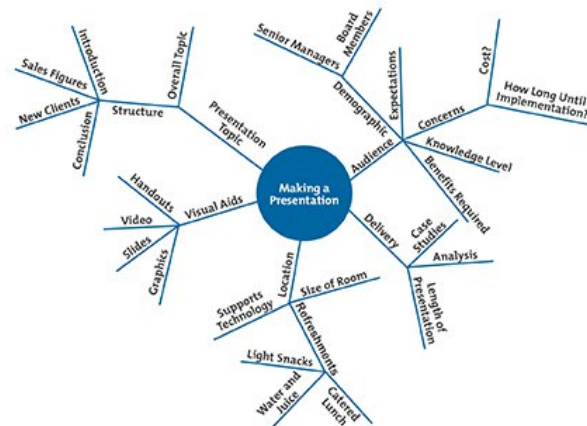 Making a
Presentation
Presentation
Topic
Overall Topic
Structure
Introduction
Sales Figures
New Clients
Conclusion
Audience
Demographic
Senior Managers
Board
Members
Expectations
Concerns
Cost?
How Long Until
Implementation?
Knowledge Level
Benefits Required
Visual Aids
Handouts
Video
Slides
Graphics
Delivery
Case
Studies
Analysis
Length of
Presentation
Location
Size of Room
Supports
Technology
Refreshments
Light Snacks
Water and
Juice
Catered
Lunch